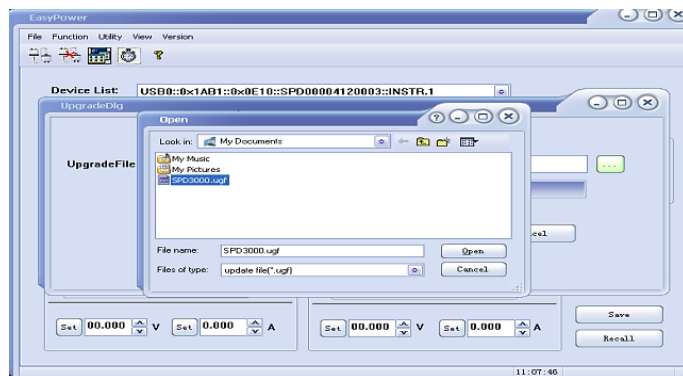 EasyPower
File Function Utility View Version
Device List: USB0::0x1AB1::0x0E10::SPD00004120003::INSTR.1
UpgradeDlg
Open
Look in: My Documents
My Music
My Pictures
SPD3000.ugf
UpgradeFile
...
File name: SPD3000.ugf Open
Files of type: update file(*.ugf) Cancel
Set 00.000 V Set 0.000 A Set 00.000 V Set 0.000 A
Save
Recall
11:07:46